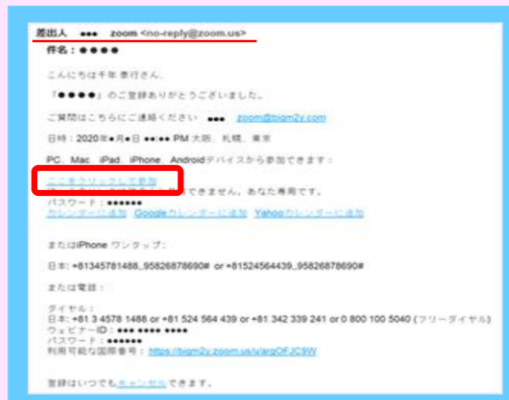 差出人 ●●● zoom <no-reply@zoom.us>
件名：●●●●
こんにちは千年 恭行さん、
「●●●●」のご登録ありがとうございました。
ご質問はこちらにご連絡ください ●●● zoom@bigm2y.com
日時：2020年●月●日 ●●:●● PM 大阪、札幌、東京
PC、Mac、iPad、iPhone、Androidデバイスから参加できます：
ここをクリックして参加
できません。あなた専用です。
パスワード：●●●●●●
カレンダーに追加 Googleカレンダーに追加 Yahooカレンダーに追加
またはiPhone ワンタップ：
日本: +81345781488,,95826878690# or +81524564439,,95826878690#
または電話：
ダイヤル：
日本: +81 3 4578 1488 or +81 524 564 439 or +81 342 339 241 or 0 800 100 5040 (フリーダイヤル)
ウェビナーID：●●● ●●●● ●●●●
パスワード：●●●●●●
利用可能な国際番号：
登録はいつでもキャンセルできます。